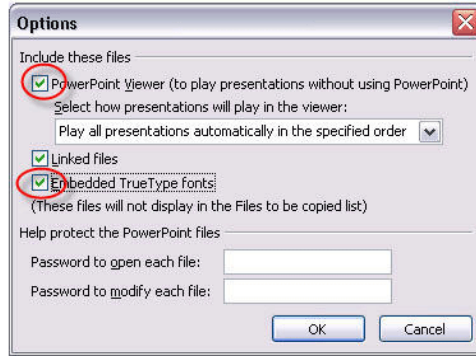 Options
Include these files
PowerPoint Viewer (to play presentations without using PowerPoint)
Select how presentations will play in the viewer:
Play all presentations automatically in the specified order
Linked files
Embedded TrueType fonts
(These files will not display in the Files to be copied list)
Help protect the PowerPoint files
Password to open each file:
Password to modify each file:
OK Cancel